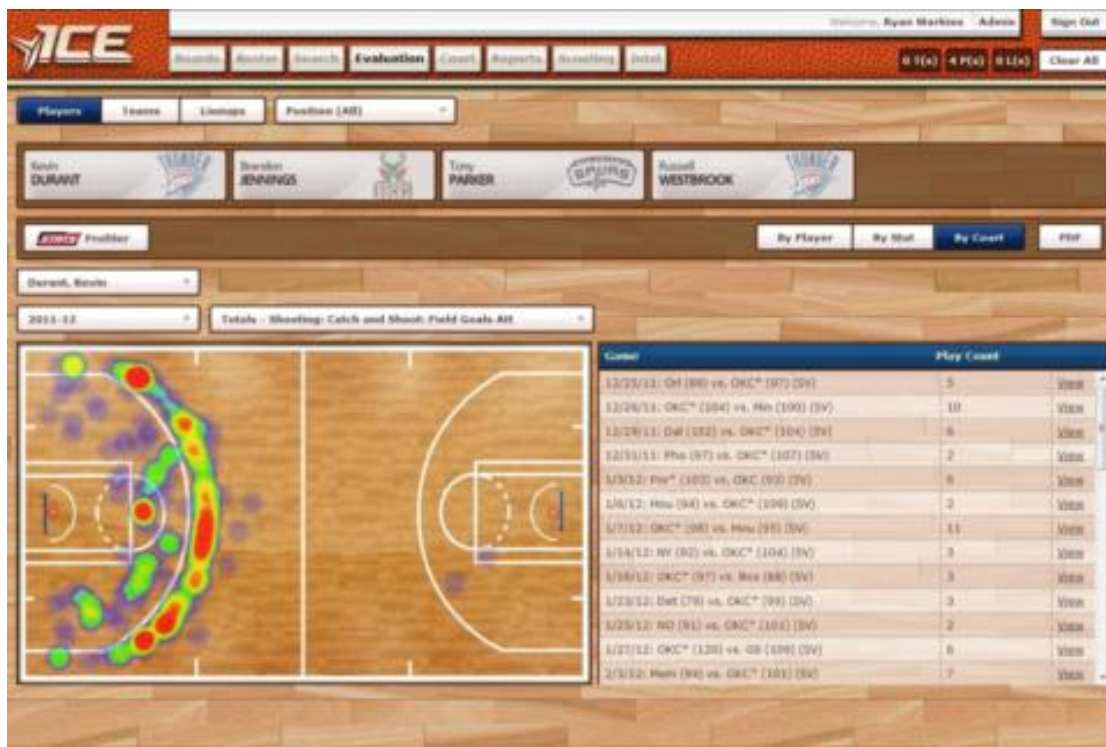 ICE
Welcome, Ryan Warkins Admin
Sign Out
Boards Roster Search Evaluation Court Reports Scouting Intel
0 T(s) 4 P(s) 0 L(s) Clear All
Players Teams Lineups Position (All)
Kevin
DURANT
THUNDER
Brandon
JENNINGS
BUCKS
Tony
PARKER
SPURS
Russell
WESTBROOK
THUNDER
STATS Profiler
By Player By Stat By Court PDF
Durant, Kevin
2011-12 Totals - Shooting: Catch and Shoot: Field Goals Att
Game Play Count
12/25/11: Orl (89) vs. OKC* (97) (SV) 5 View
12/26/11: OKC* (104) vs. Min (100) (SV) 10 View
12/29/11: Dal (102) vs. OKC* (104) (SV) 6 View
12/31/11: Pho (97) vs. OKC* (107) (SV) 2 View
1/3/12: Por* (103) vs. OKC (93) (SV) View
1/6/12: Hou (94) vs. OKC* (109) (SV) 2 View
1/7/12: OKC* (98) vs. Hou (95) (SV) 11 View
1/14/12: NY (92) vs. OKC* (104) (SV) 3 View
1/16/12: OKC* (97) vs. Bos (88) (SV) 3 View
1/23/12: Det (79) vs. OKC* (99) (SV) 3 View
1/25/12: NO (91) vs. OKC* (101) (SV) 2 View
1/27/12: OKC* (120) vs. GS (109) (SV) 6 View
2/3/12: Mem (94) vs. OKC* (101) (SV) 7 View